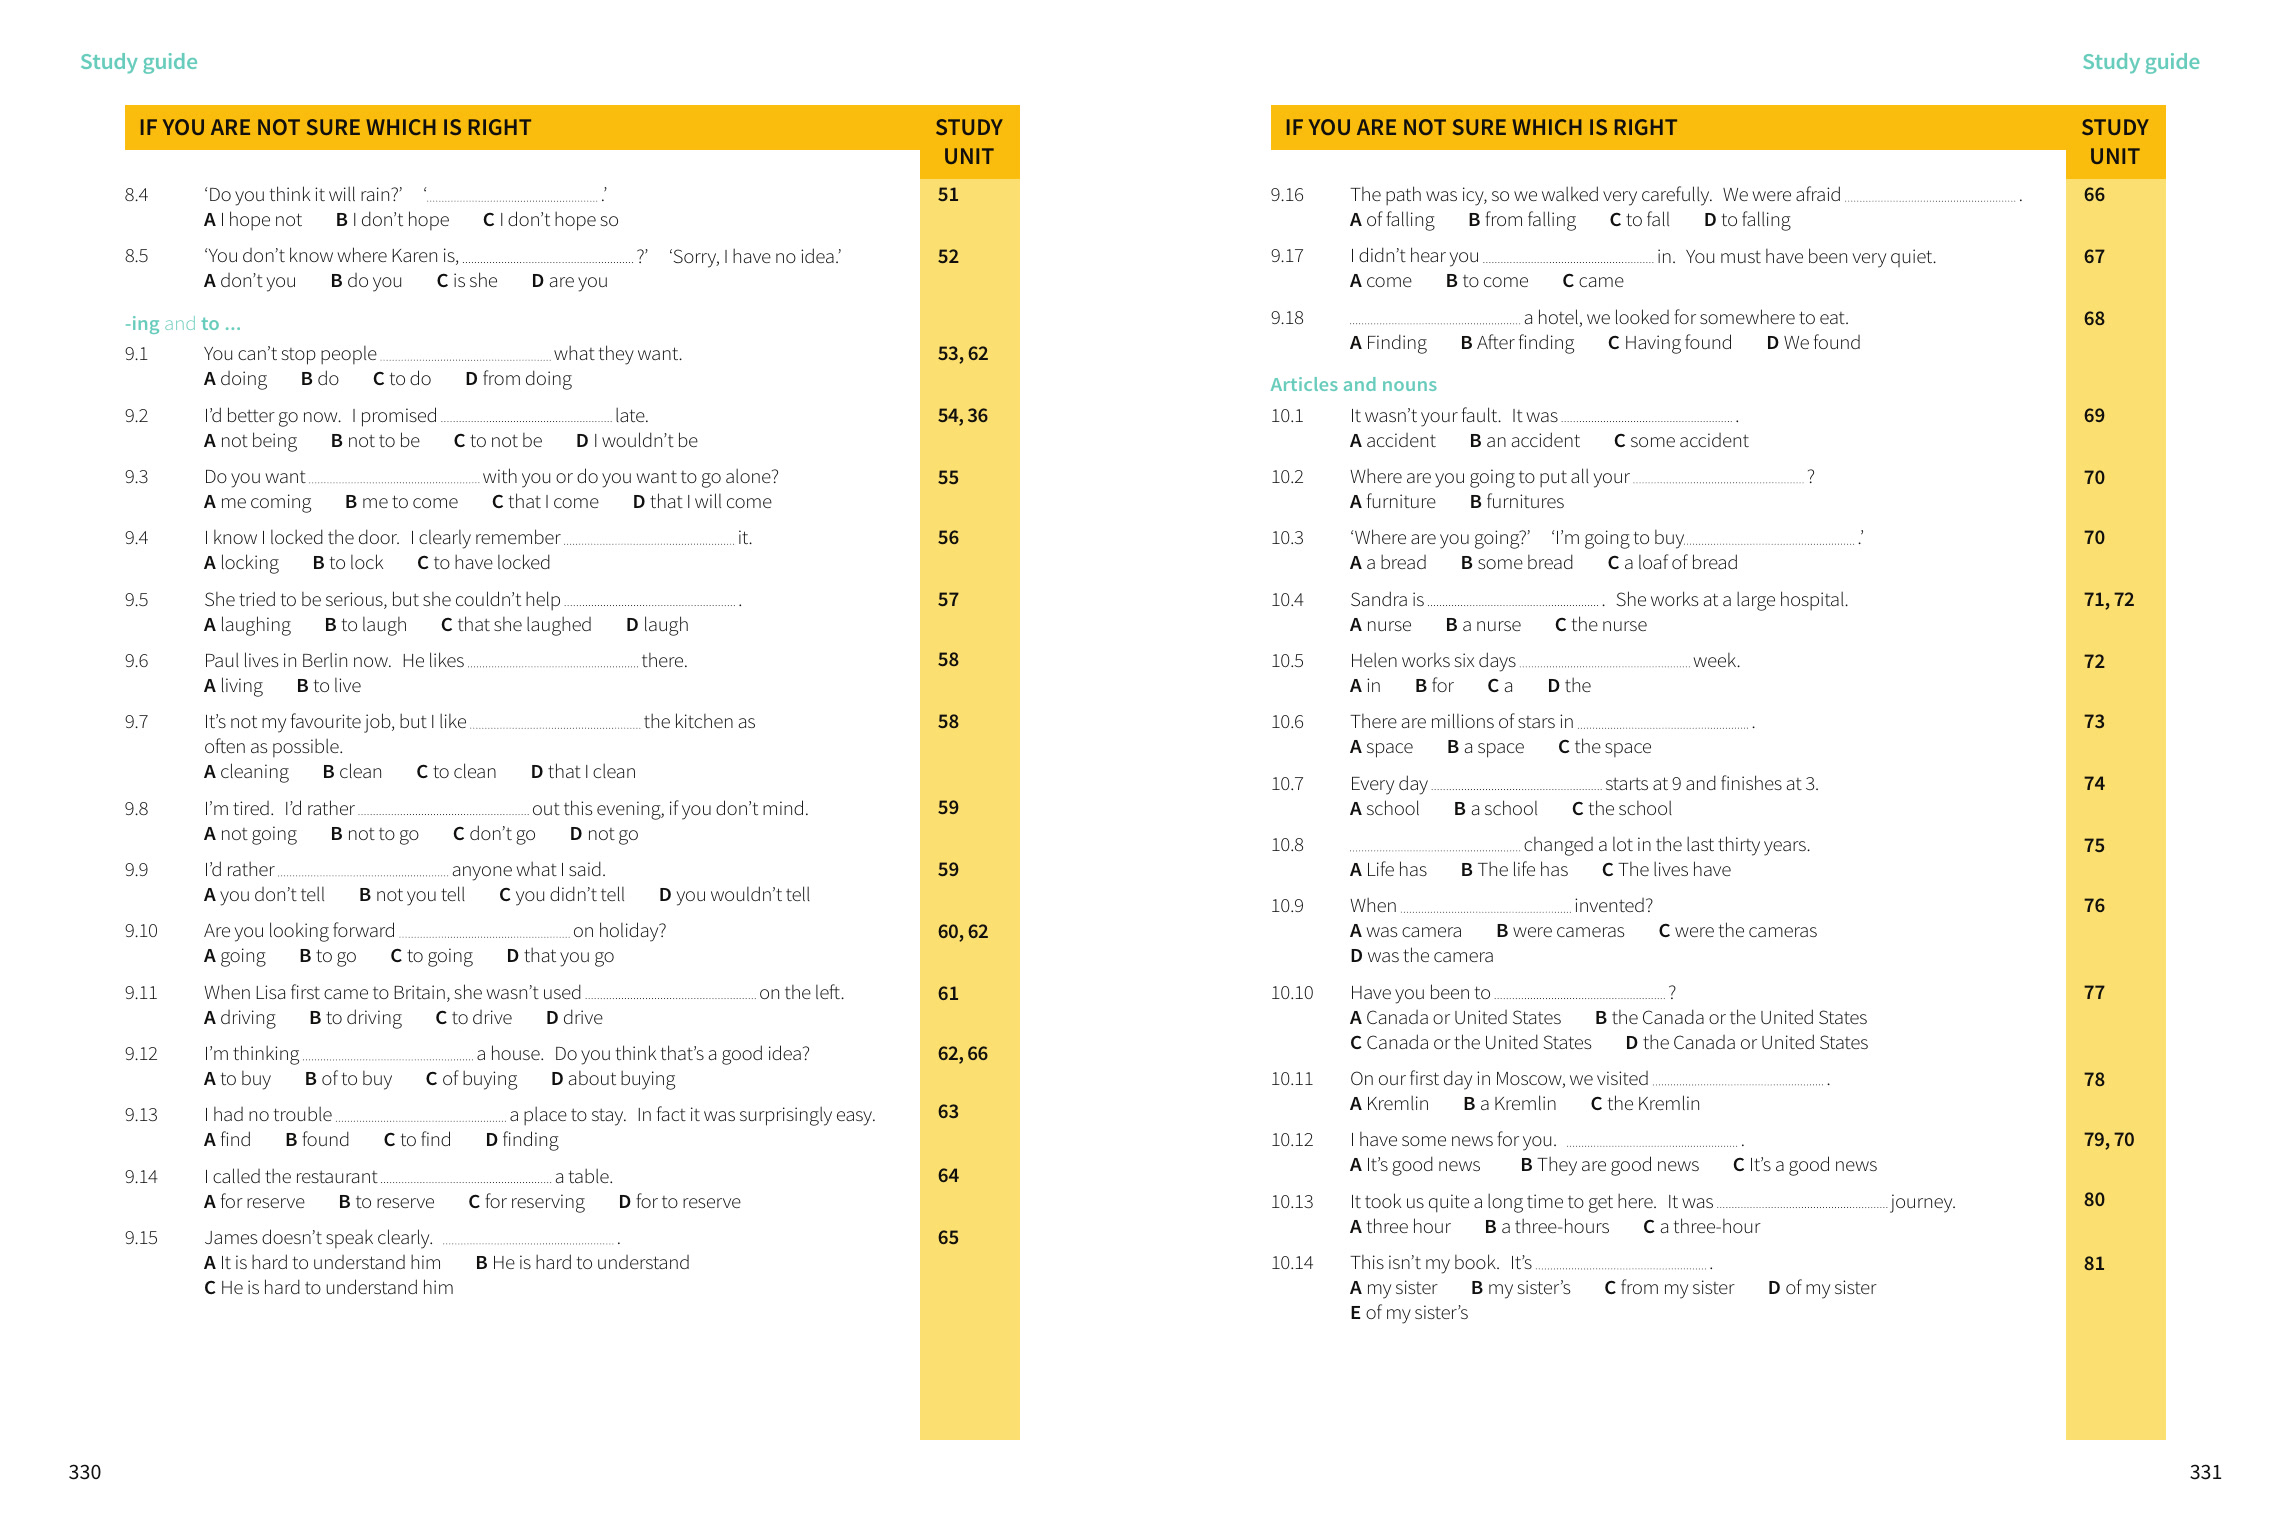 Study guide
IF YOU ARE NOT SURE WHICH IS RIGHT
STUDY
UNIT
8.4 ‘Do you think it will rain?’ ‘ .................... .’ 51
A I hope not B I don’t hope C I don’t hope so
8.5 ‘You don’t know where Karen is, .................... ?’ ‘Sorry, I have no idea.’ 52
A don’t you B do you C is she D are you
-ing and to ...
9.1 You can’t stop people .................... what they want. 53, 62
A doing B do C to do D from doing
9.2 I’d better go now. I promised .................... late. 54, 36
A not being B not to be C to not be D I wouldn’t be
9.3 Do you want .................... with you or do you want to go alone? 55
A me coming B me to come C that I come D that I will come
9.4 I know I locked the door. I clearly remember .................... it. 56
A locking B to lock C to have locked
9.5 She tried to be serious, but she couldn’t help .................... . 57
A laughing B to laugh C that she laughed D laugh
9.6 Paul lives in Berlin now. He likes .................... there. 58
A living B to live
9.7 It’s not my favourite job, but I like .................... the kitchen as 58
often as possible.
A cleaning B clean C to clean D that I clean
9.8 I’m tired. I’d rather .................... out this evening, if you don’t mind. 59
A not going B not to go C don’t go D not go
9.9 I’d rather .................... anyone what I said. 59
A you don’t tell B not you tell C you didn’t tell D you wouldn’t tell
9.10 Are you looking forward .................... on holiday? 60, 62
A going B to go C to going D that you go
9.11 When Lisa first came to Britain, she wasn’t used .................... on the left. 61
A driving B to driving C to drive D drive
9.12 I’m thinking .................... a house. Do you think that’s a good idea? 62, 66
A to buy B of to buy C of buying D about buying
9.13 I had no trouble .................... a place to stay. In fact it was surprisingly easy. 63
A find B found C to find D finding
9.14 I called the restaurant .................... a table. 64
A for reserve B to reserve C for reserving D for to reserve
9.15 James doesn’t speak clearly. .................... . 65
A It is hard to understand him B He is hard to understand
C He is hard to understand him
330
Study guide
IF YOU ARE NOT SURE WHICH IS RIGHT
STUDY
UNIT
9.16 The path was icy, so we walked very carefully. We were afraid .................... . 66
A of falling B from falling C to fall D to falling
9.17 I didn’t hear you .................... in. You must have been very quiet. 67
A come B to come C came
9.18 .................... a hotel, we looked for somewhere to eat. 68
A Finding B After finding C Having found D We found
Articles and nouns
10.1 It wasn’t your fault. It was .................... . 69
A accident B an accident C some accident
10.2 Where are you going to put all your .................... ? 70
A furniture B furnitures
10.3 ‘Where are you going?’ ‘I’m going to buy .................... .’ 70
A a bread B some bread C a loaf of bread
10.4 Sandra is .................... . She works at a large hospital. 71, 72
A nurse B a nurse C the nurse
10.5 Helen works six days .................... week. 72
A in B for C a D the
10.6 There are millions of stars in .................... . 73
A space B a space C the space
10.7 Every day .................... starts at 9 and finishes at 3. 74
A school B a school C the school
10.8 .................... changed a lot in the last thirty years. 75
A Life has B The life has C The lives have
10.9 When .................... invented? 76
A was camera B were cameras C were the cameras
D was the camera
10.10 Have you been to .................... ? 77
A Canada or United States B the Canada or the United States
C Canada or the United States D the Canada or United States
10.11 On our first day in Moscow, we visited .................... . 78
A Kremlin B a Kremlin C the Kremlin
10.12 I have some news for you. .................... . 79, 70
A It’s good news B They are good news C It’s a good news
10.13 It took us quite a long time to get here. It was .................... journey. 80
A three hour B a three-hours C a three-hour
10.14 This isn’t my book. It’s .................... . 81
A my sister B my sister’s C from my sister D of my sister
E of my sister’s
331